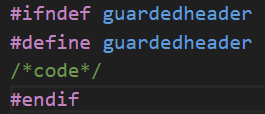 #ifndef guardedheader
#define guardedheader
/*code*/
#endif